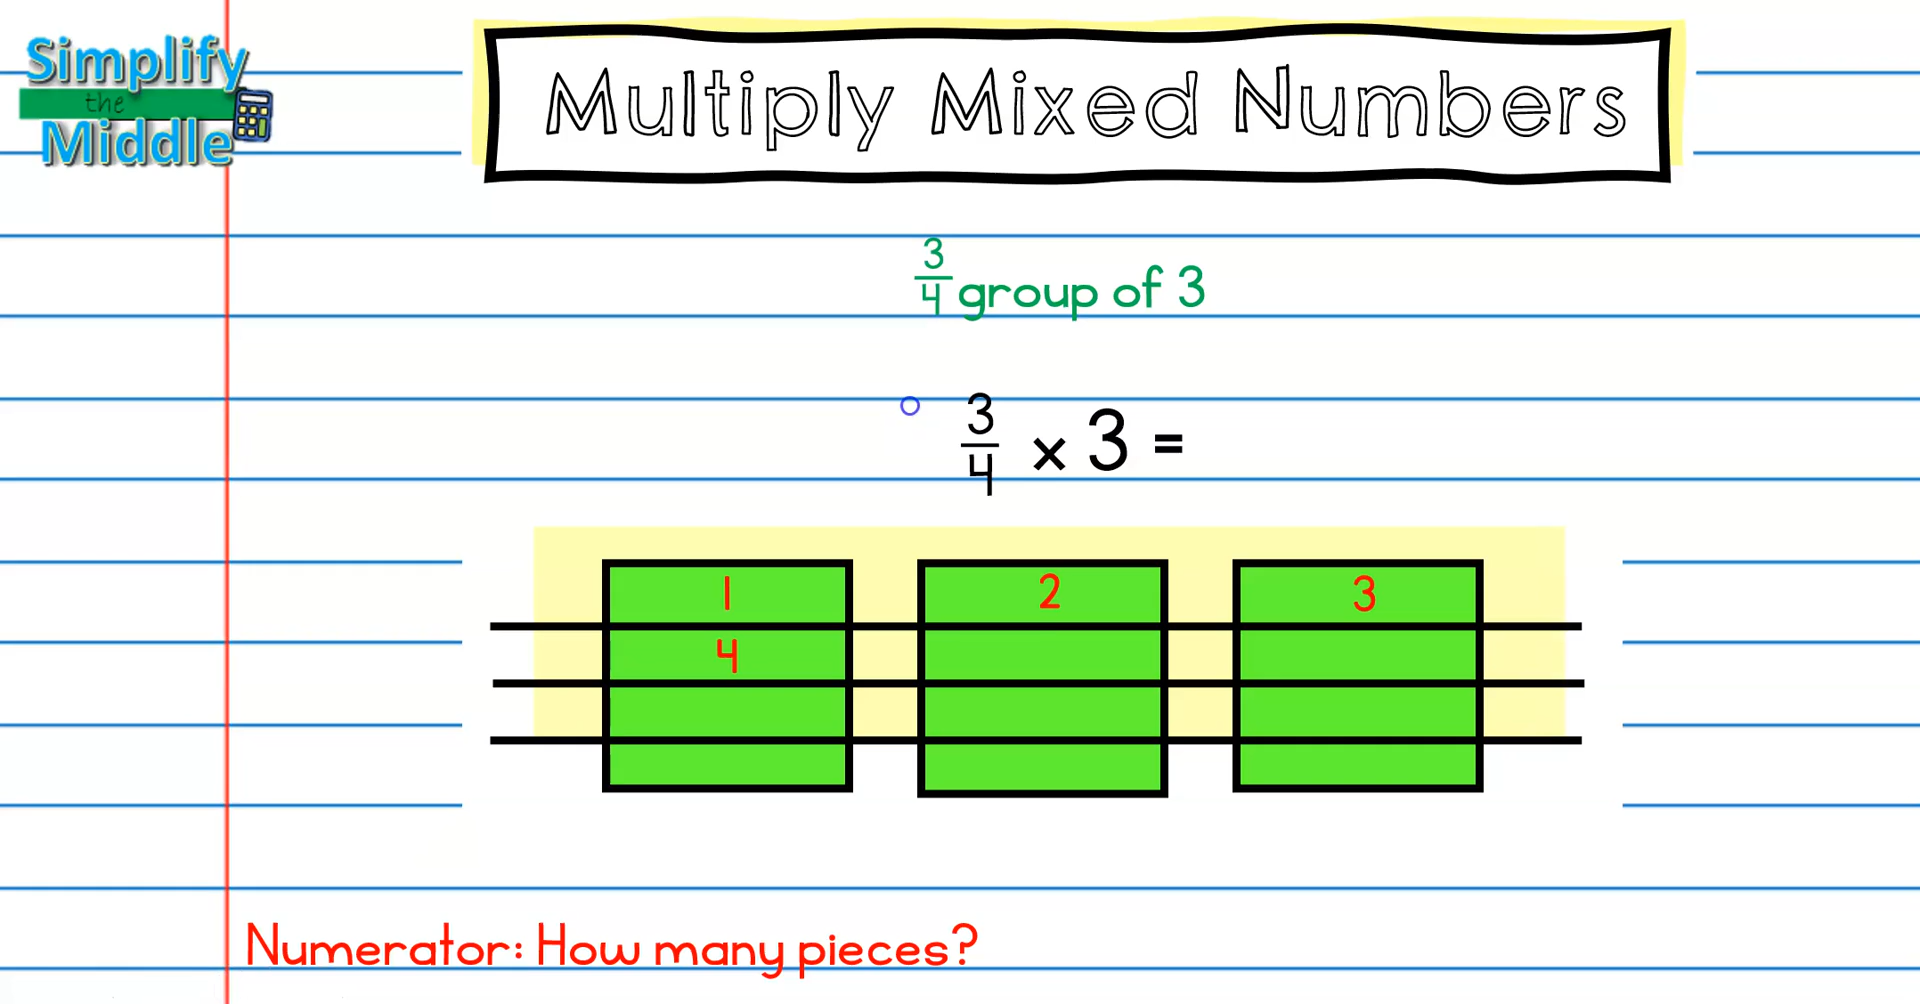 Simplify
the
Middle
Multiply Mixed Numbers
3/4 group of 3
3/4 × 3 =
1 2 3
4
Numerator: How many pieces?